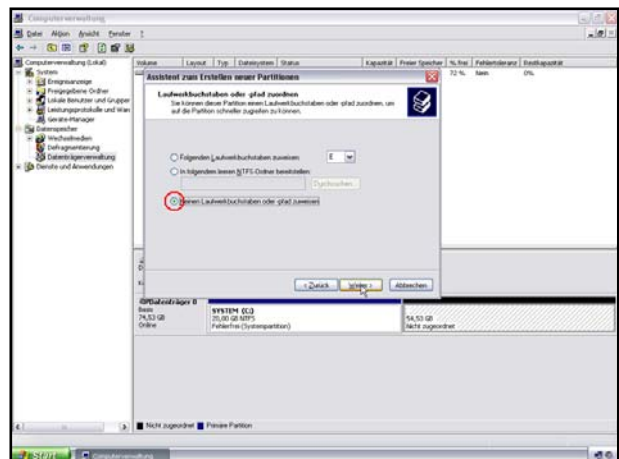 Computerverwaltung
Datei Aktion Ansicht Fenster ?
Computerverwaltung (Lokal)
System
Ereignisanzeige
Freigegebene Ordner
Lokale Benutzer und Gruppen
Leistungsprotokolle und War
Geräte-Manager
Datenspeicher
Wechselmedien
Defragmentierung
Datenträgerverwaltung
Dienste und Anwendungen
Volume Layout Typ Dateisystem Status Kapazität Freier Speicher % frei Fehlertoleranz Restkapazität
72 % Nein 0%
Assistent zum Erstellen neuer Partitionen
Laufwerkbuchstaben oder -pfad zuordnen
Sie können dieser Partition einen Laufwerkbuchstaben oder -pfad zuordnen, um
auf die Partition schneller zugreifen zu können.
Folgenden Laufwerkbuchstaben zuweisen: E
In folgendem leeren NTFS-Ordner bereitstellen:
Durchsuchen...
Keinen Laufwerkbuchstaben oder -pfad zuweisen
< Zurück Weiter > Abbrechen
Datenträger 0
Basis
74,53 GB
Online
SYSTEM (C:)
20,00 GB NTFS
Fehlerfrei (Systempartition)
54,53 GB
Nicht zugeordnet
Nicht zugeordnet Primäre Partition
Start Computerverwaltung